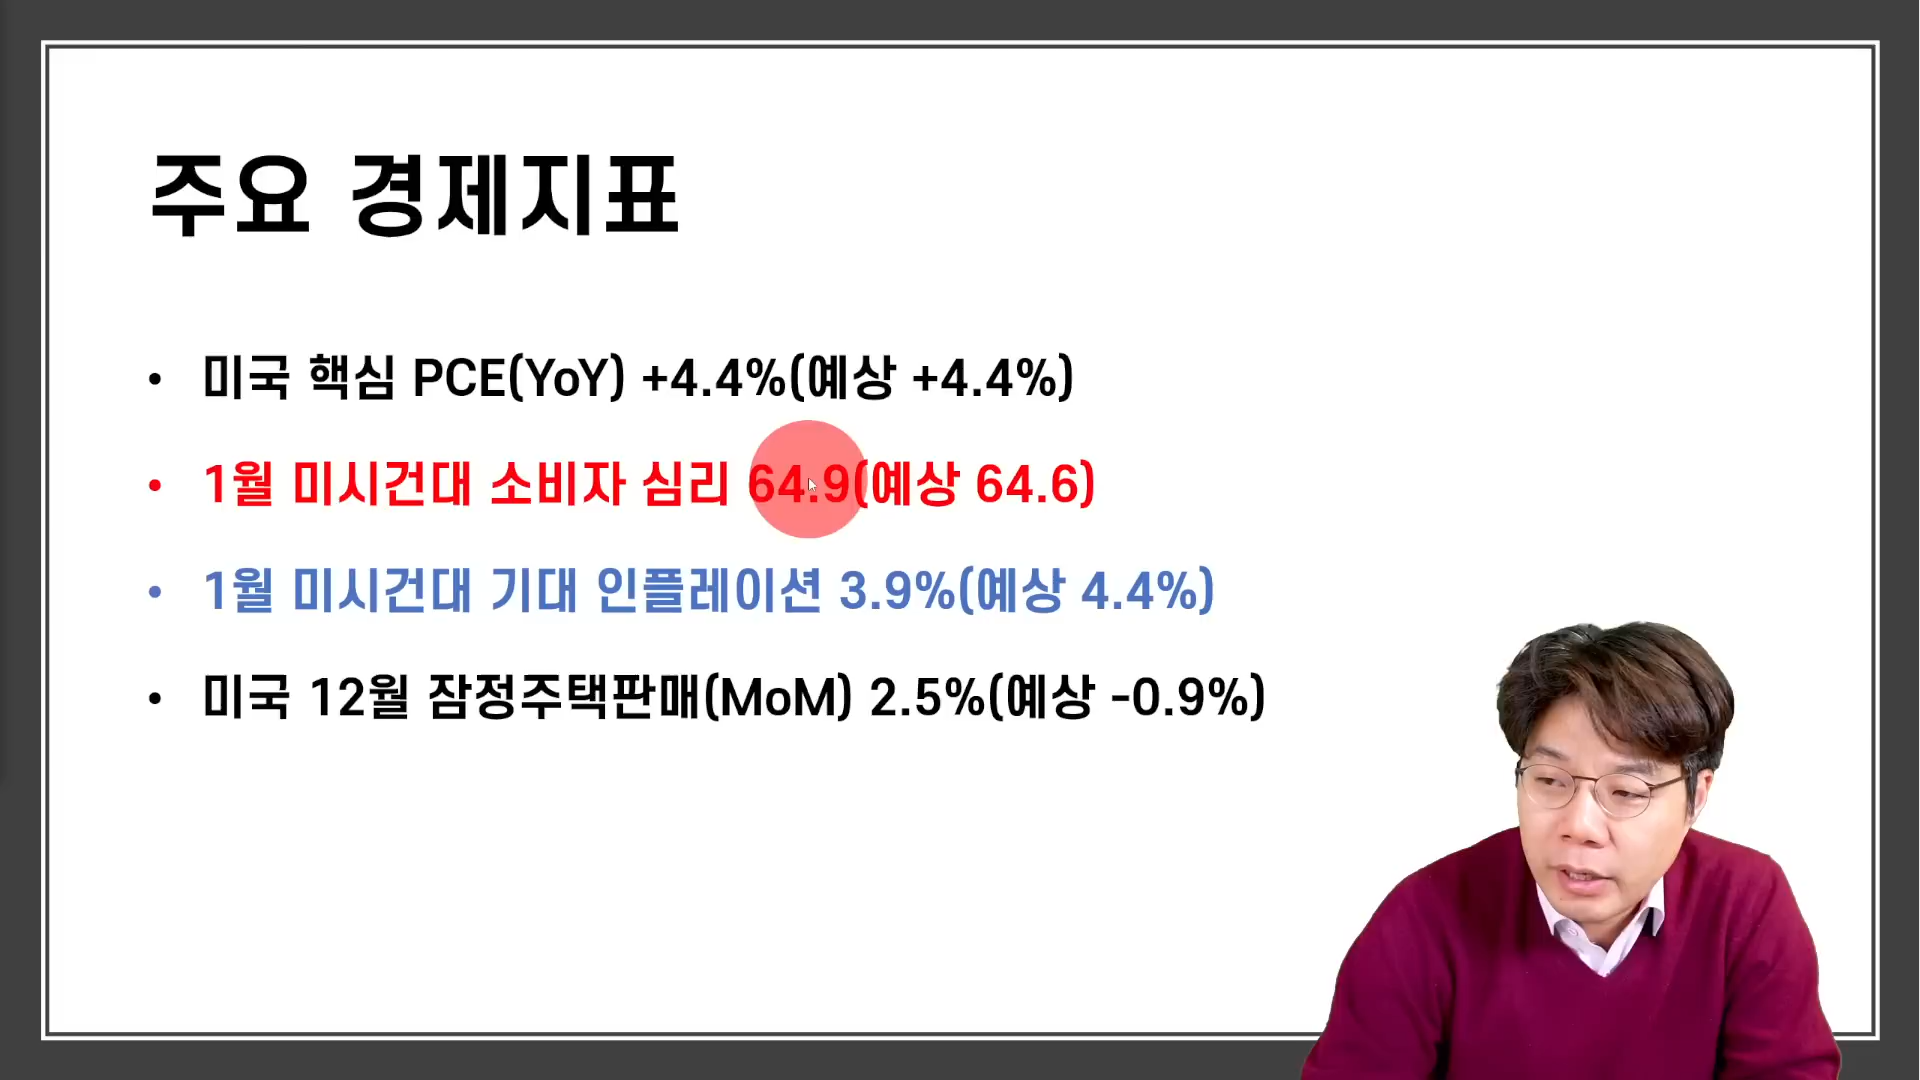 주요 경제지표
• 미국 핵심 PCE(YoY) +4.4%(예상 +4.4%)
• 1월 미시건대 소비자 심리 64.9(예상 64.6)
• 1월 미시건대 기대 인플레이션 3.9%(예상 4.4%)
• 미국 12월 잠정주택판매(MoM) 2.5%(예상 -0.9%)